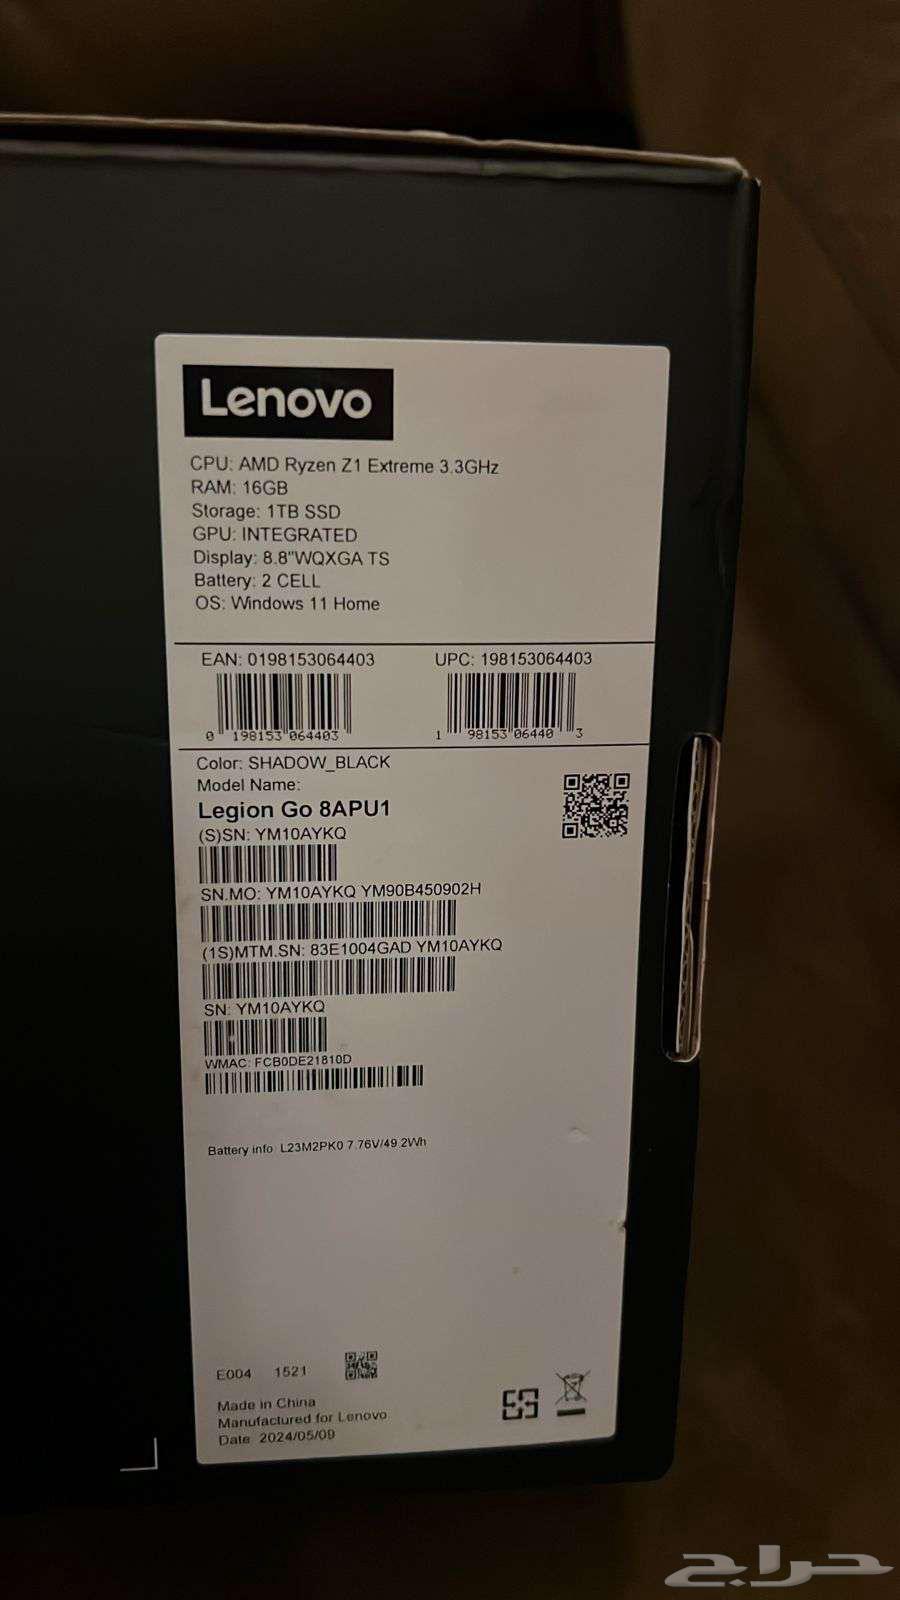 Lenovo
CPU: AMD Ryzen Z1 Extreme 3.3GHz
RAM: 16GB
Storage: 1TB SSD
GPU: INTEGRATED
Display: 8.8"WQXGA TS
Battery: 2 CELL
OS: Windows 11 Home
EAN: 0198153064403
UPC: 198153064403
0 198153 064403
1 98153 06440 3
Color: SHADOW_BLACK
Model Name:
Legion Go 8APU1
(S)SN: YM10AYKQ
SN.MO: YM10AYKQ YM90B450902H
(1S)MTM.SN: 83E1004GAD YM10AYKQ
SN: YM10AYKQ
WMAC: FCB0DE21810D
Battery info: L23M2PK0 7.76V/49.2Wh
E004 1521
Made in China
Manufactured for Lenovo
Date: 2024/05/09
حراج